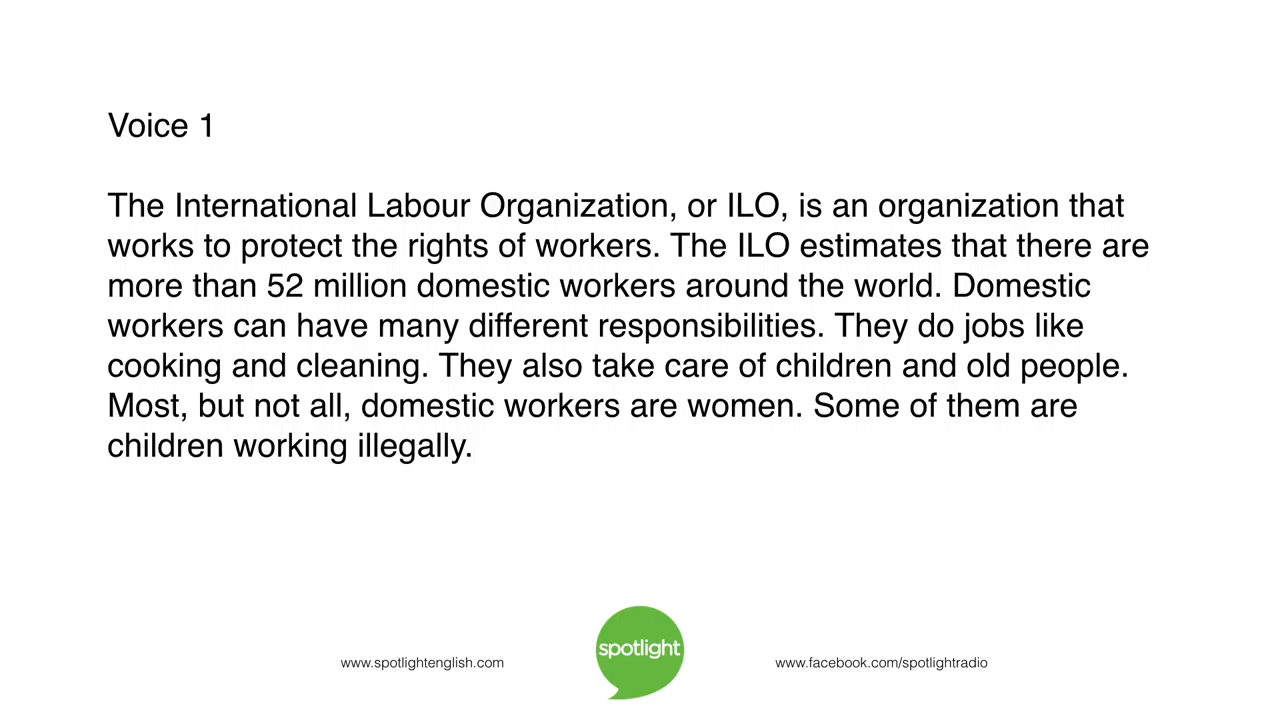 Voice 1
The International Labour Organization, or ILO, is an organization that
works to protect the rights of workers. The ILO estimates that there are
more than 52 million domestic workers around the world. Domestic
workers can have many different responsibilities. They do jobs like
cooking and cleaning. They also take care of children and old people.
Most, but not all, domestic workers are women. Some of them are
children working illegally.
spotlight
www.spotlightenglish.com
www.facebook.com/spotlightradio